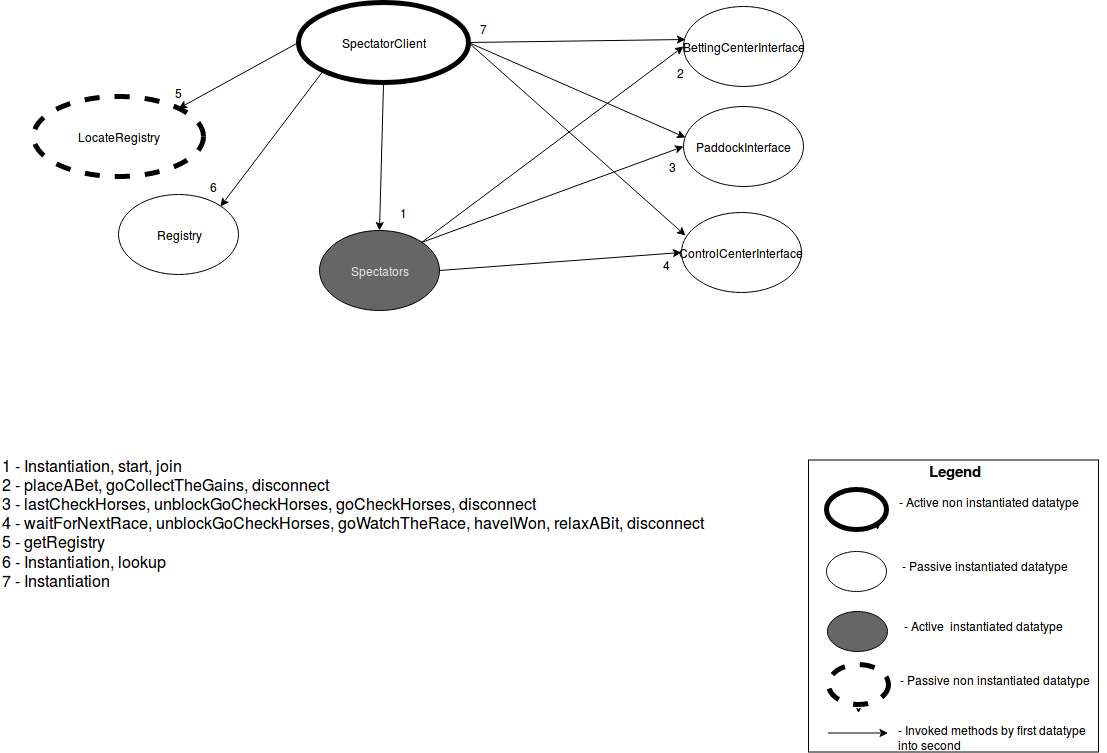 SpectatorClient
7
BettingCenterInterface
2
5
LocateRegistry
PaddockInterface
3
6
1
Registry
ControlCenterInterface
4
Spectators
1 - Instantiation, start, join
2 - placeABet, goCollectTheGains, disconnect
3 - lastCheckHorses, unblockGoCheckHorses, goCheckHorses, disconnect
4 - waitForNextRace, unblockGoCheckHorses, goWatchTheRace, haveIWon, relaxABit, disconnect
5 - getRegistry
6 - Instantiation, lookup
7 - Instantiation
Legend
- Active non instantiated datatype
- Passive instantiated datatype
- Active instantiated datatype
- Passive non instantiated datatype
- Invoked methods by first datatype
into second